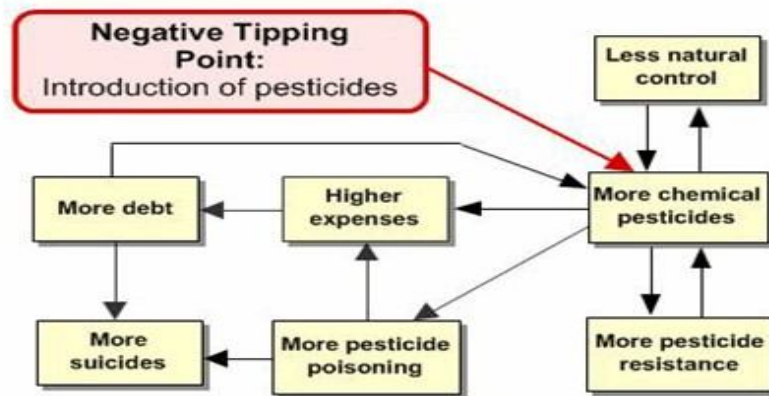 Negative Tipping
Point:
Introduction of pesticides
Less natural
control
More debt
Higher
expenses
More chemical
pesticides
More
suicides
More pesticide
poisoning
More pesticide
resistance